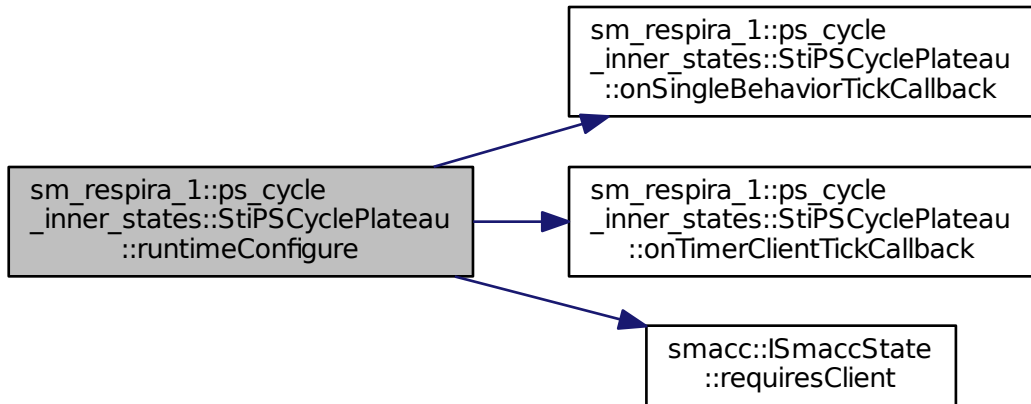 sm_respira_1::ps_cycle
_inner_states::StiPSCyclePlateau
::onSingleBehaviorTickCallback
sm_respira_1::ps_cycle
_inner_states::StiPSCyclePlateau
::runtimeConfigure
sm_respira_1::ps_cycle
_inner_states::StiPSCyclePlateau
::onTimerClientTickCallback
smacc::ISmaccState
::requiresClient